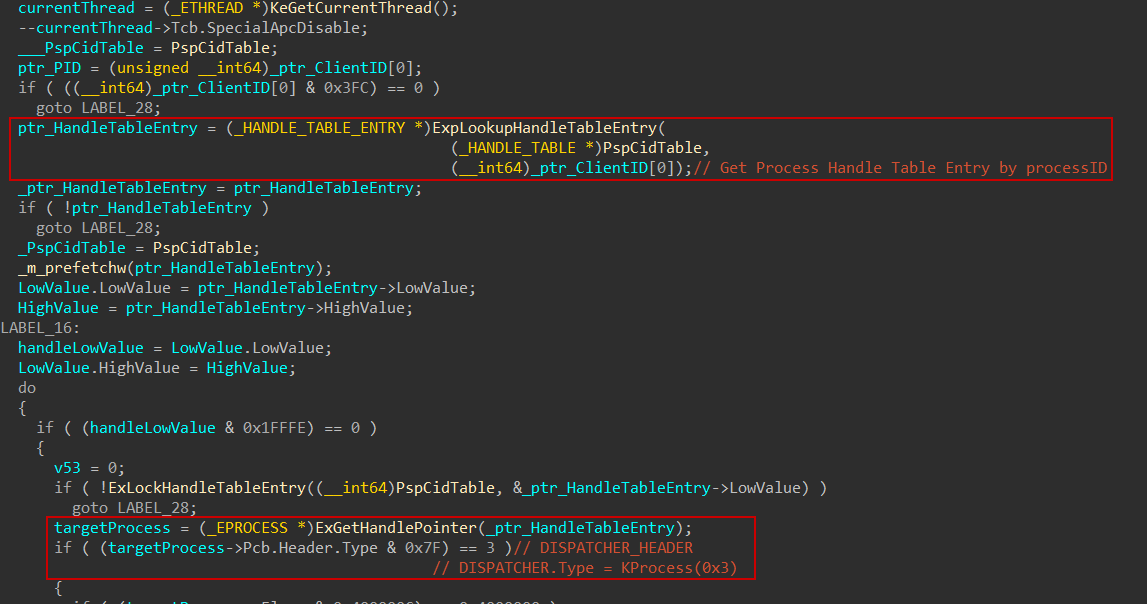 currentThread = (_ETHREAD *)KeGetCurrentThread();
--currentThread->Tcb.SpecialApcDisable;
___PspCidTable = PspCidTable;
ptr_PID = (unsigned __int64)_ptr_ClientID[0];
if ( ((__int64)_ptr_ClientID[0] & 0x3FC) == 0 )
goto LABEL_28;
ptr_HandleTableEntry = (_HANDLE_TABLE_ENTRY *)ExpLookupHandleTableEntry(
(_HANDLE_TABLE *)PspCidTable,
(__int64)_ptr_ClientID[0]);// Get Process Handle Table Entry by processID
_ptr_HandleTableEntry = ptr_HandleTableEntry;
if ( !ptr_HandleTableEntry )
goto LABEL_28;
_PspCidTable = PspCidTable;
_m_prefetchw(ptr_HandleTableEntry);
LowValue.LowValue = ptr_HandleTableEntry->LowValue;
HighValue = ptr_HandleTableEntry->HighValue;
LABEL_16:
handleLowValue = LowValue.LowValue;
LowValue.HighValue = HighValue;
do
{
if ( (handleLowValue & 0x1FFFE) == 0 )
{
v53 = 0;
if ( !ExLockHandleTableEntry((__int64)PspCidTable, &_ptr_HandleTableEntry->LowValue) )
goto LABEL_28;
targetProcess = (_EPROCESS *)ExGetHandlePointer(_ptr_HandleTableEntry);
if ( (targetProcess->Pcb.Header.Type & 0x7F) == 3 )// DISPATCHER_HEADER
// DISPATCHER.Type = KProcess(0x3)
{